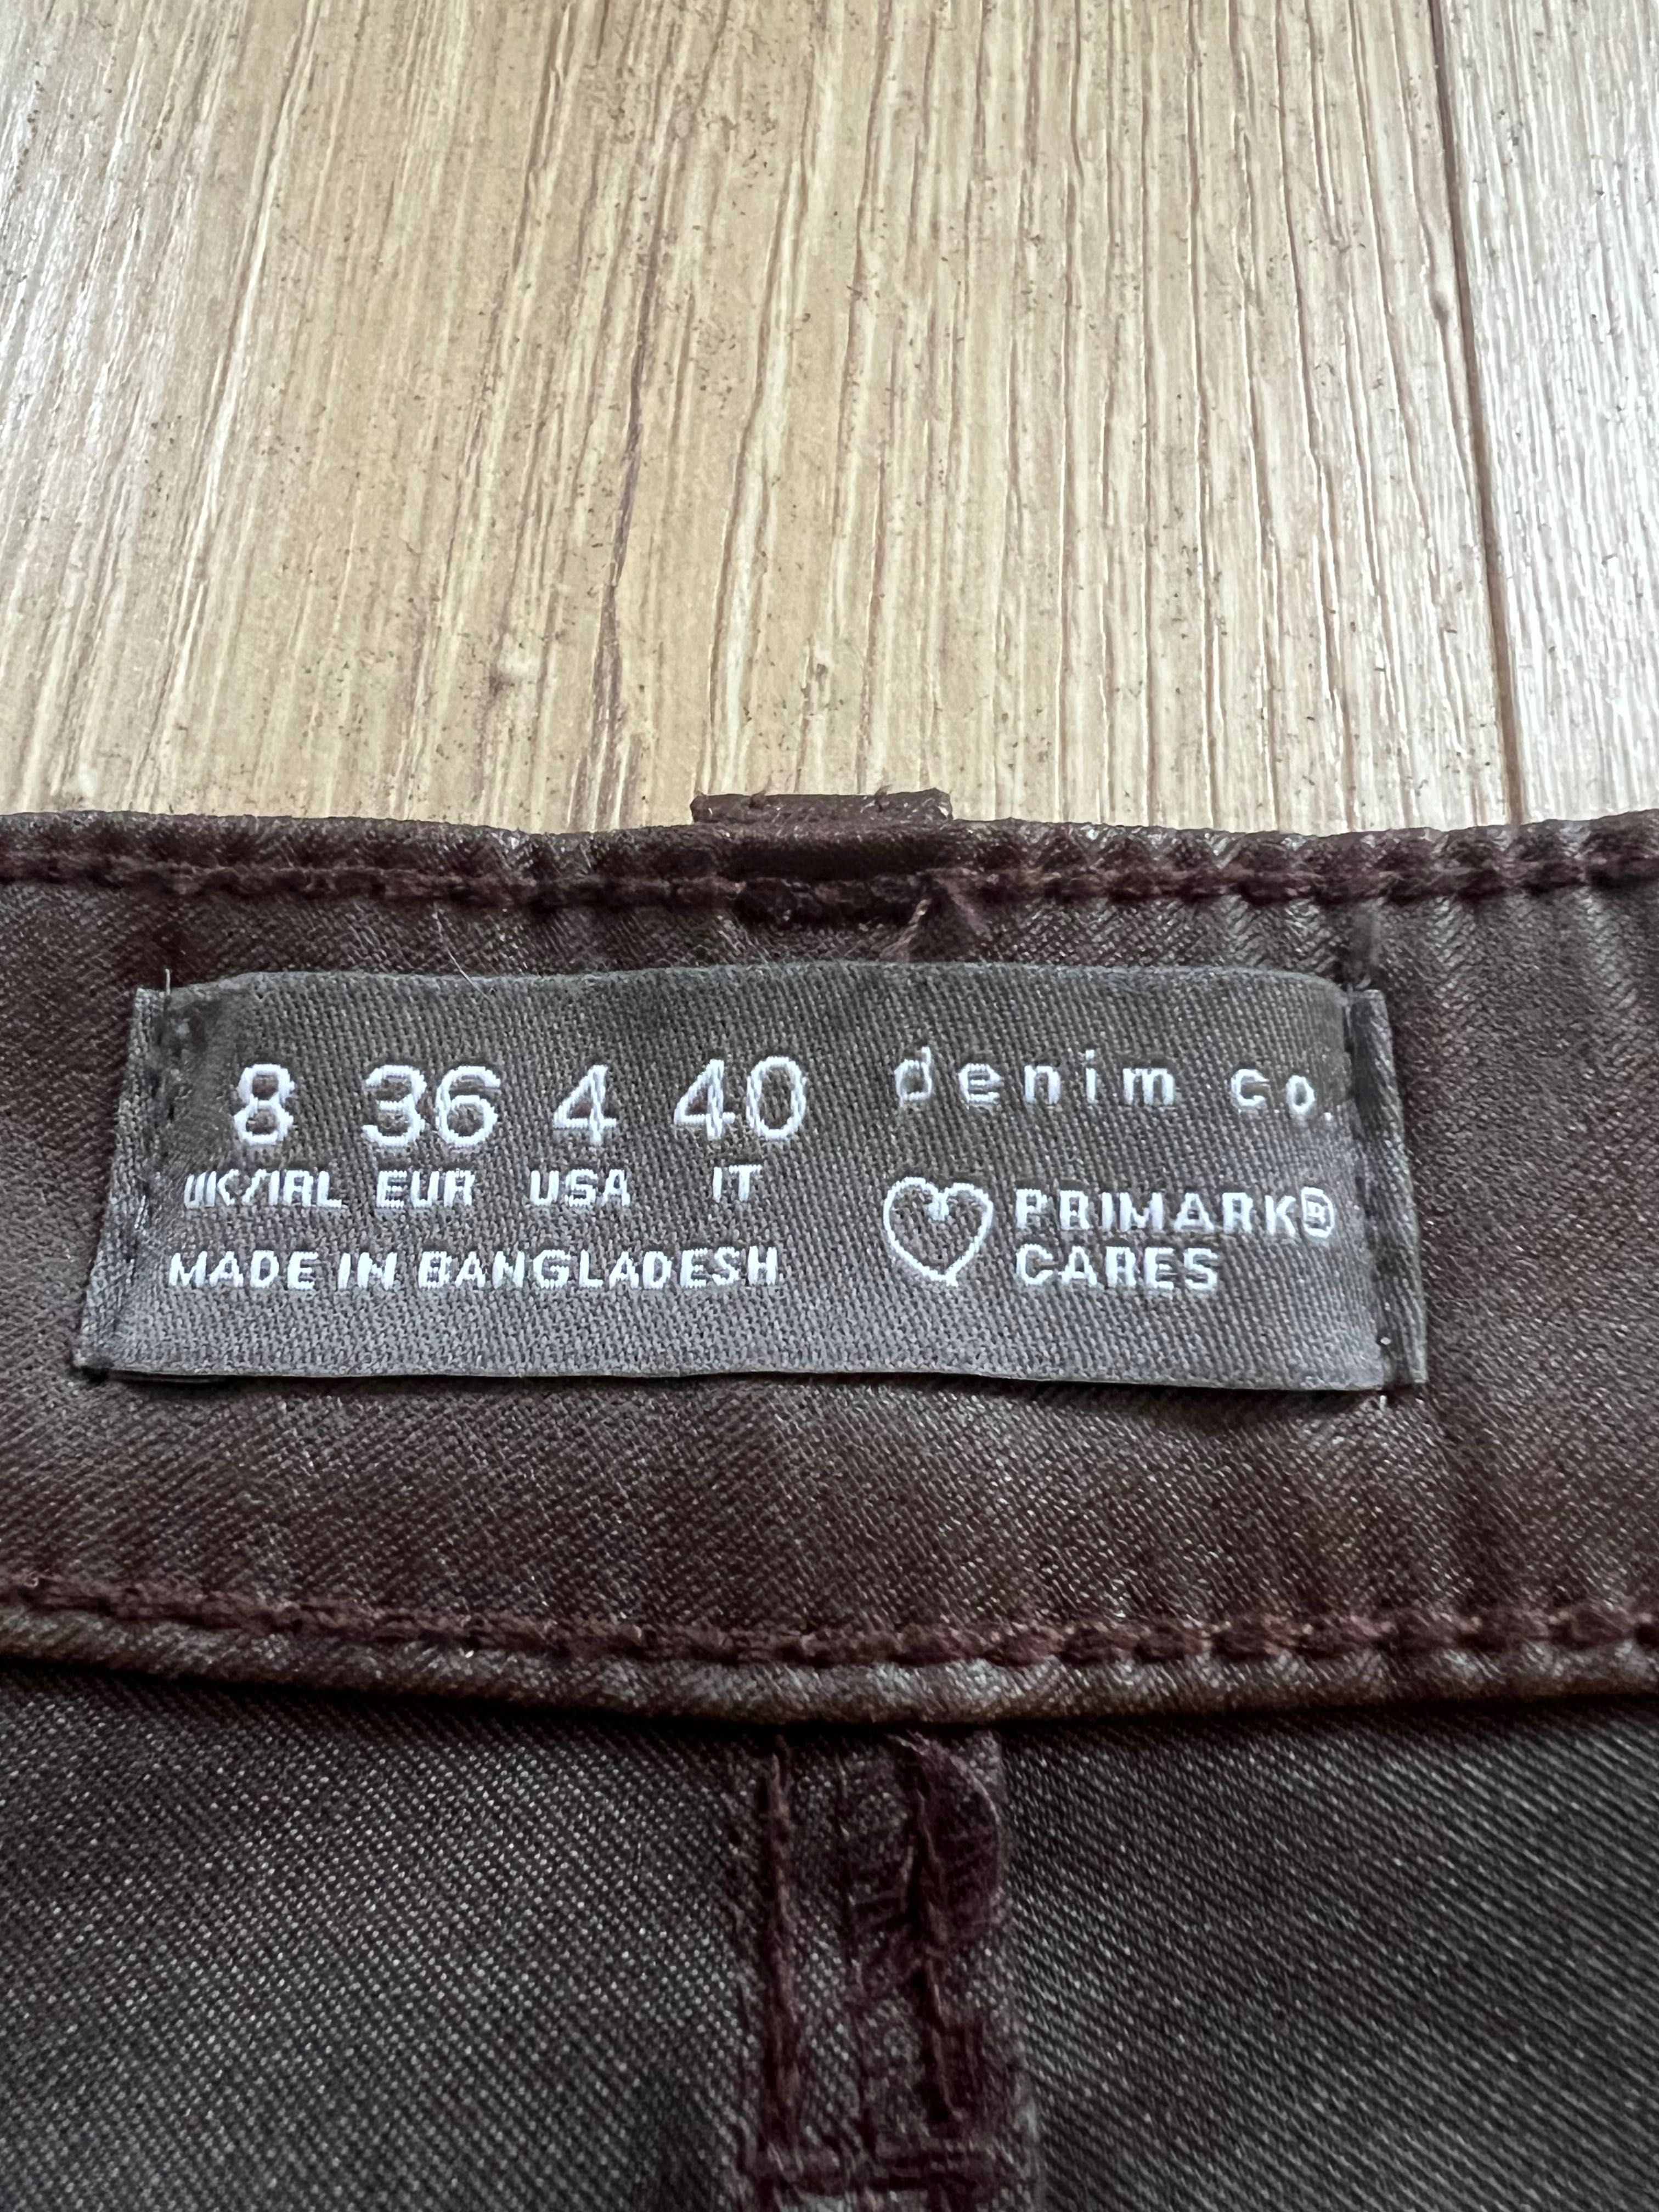 8 36 4 40
UK/IRL EUR USA IT
MADE IN BANGLADESH
denim co.
PRIMARK®
CARES